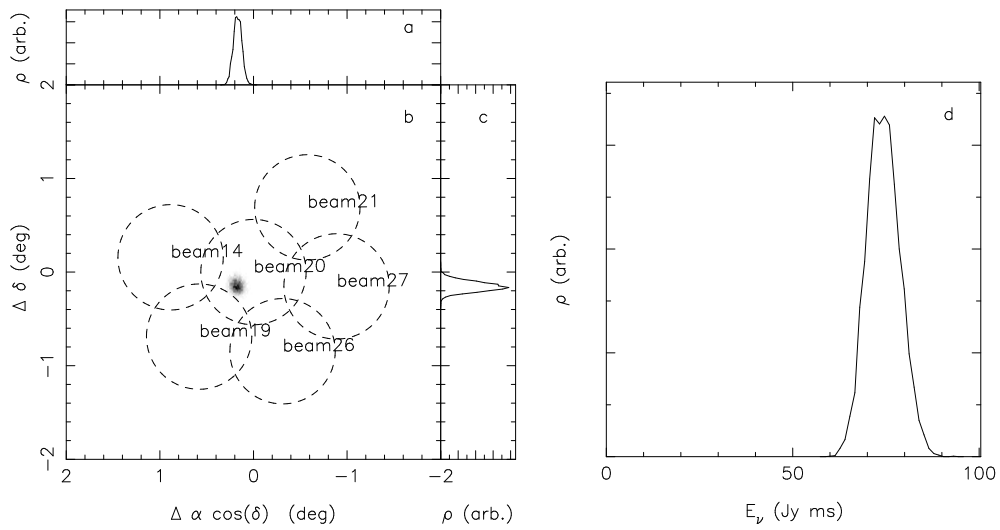 ρ (arb.)
a
2
b
c
d
beam21
1
beam14
beam20
0
beam27
Δ δ (deg)
ρ (arb.)
beam19
beam26
−1
−2
2
1
0
−1
−2
0
50
100
Δ α cos(δ) (deg)
ρ (arb.)
E_ν (Jy ms)